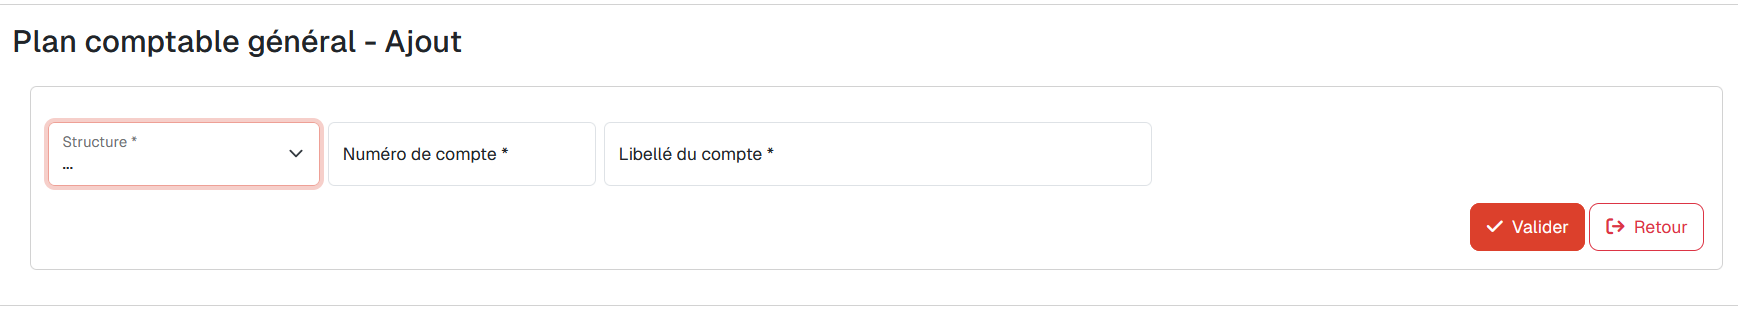 Plan comptable général - Ajout
Structure *
...
Numéro de compte *
Libellé du compte *
Valider
Retour